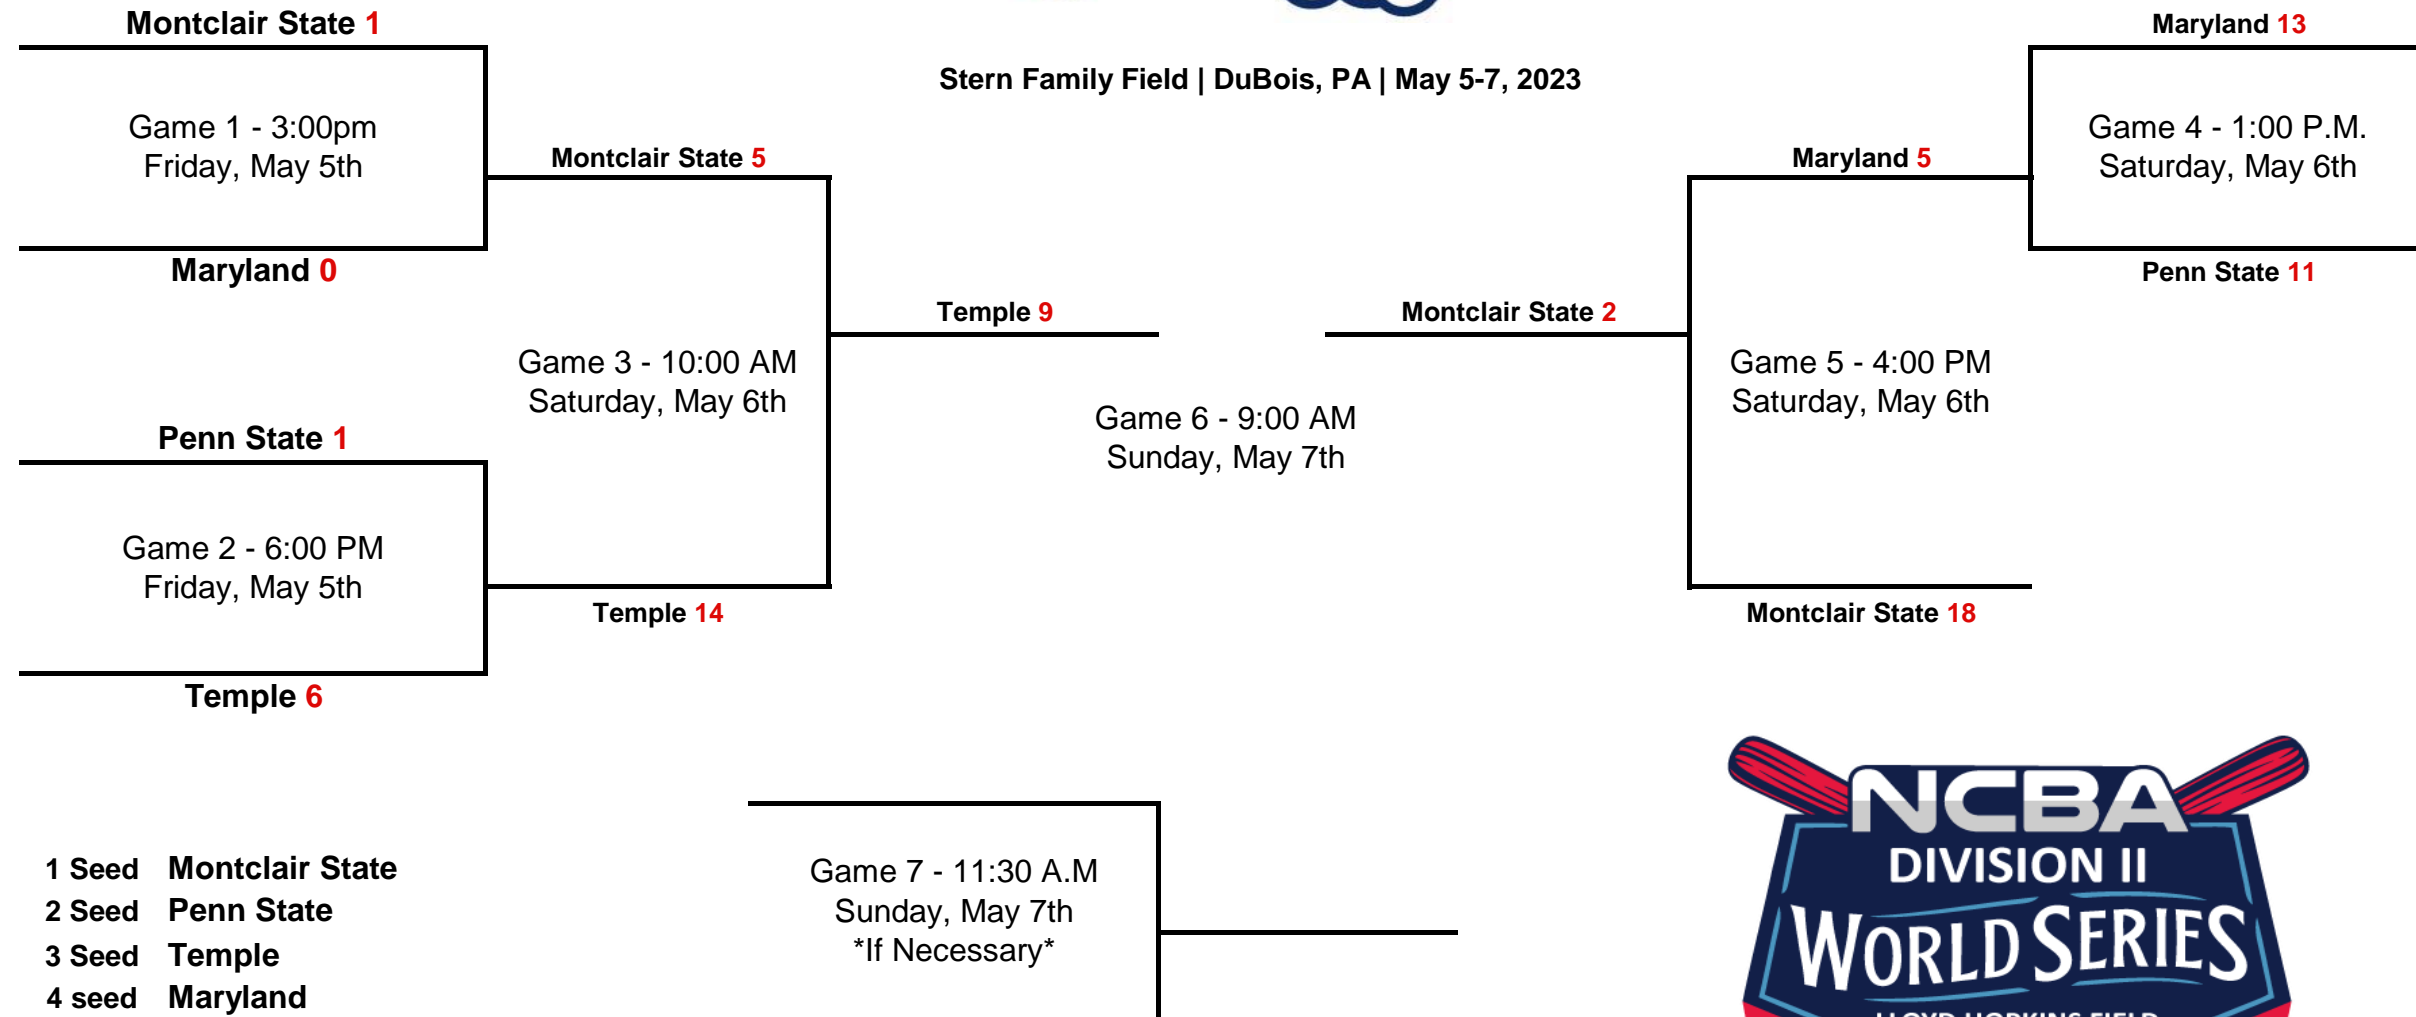 Montclair State 1
Maryland 13
Stern Family Field | DuBois, PA | May 5-7, 2023
Game 1 - 3:00pm
Friday, May 5th
Game 4 - 1:00 P.M.
Saturday, May 6th
Montclair State 5
Maryland 5
Maryland 0
Penn State 11
Temple 9
Montclair State 2
Game 3 - 10:00 AM
Saturday, May 6th
Game 5 - 4:00 PM
Saturday, May 6th
Game 6 - 9:00 AM
Sunday, May 7th
Penn State 1
Game 2 - 6:00 PM
Friday, May 5th
Temple 14
Montclair State 18
Temple 6
1 Seed Montclair State
2 Seed Penn State
3 Seed Temple
4 seed Maryland
Game 7 - 11:30 A.M
Sunday, May 7th
*If Necessary*
NCBA
DIVISION II
WORLD SERIES
LLOYD HOPKINS FIELD